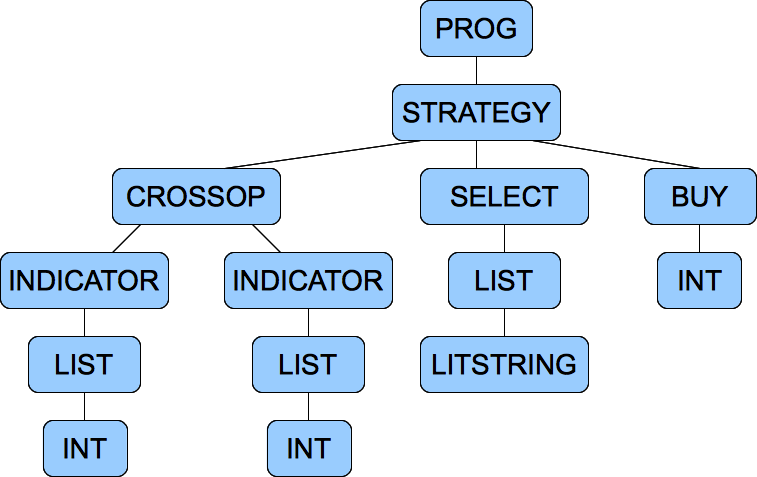 PROG
STRATEGY
CROSSOP
SELECT
BUY
INDICATOR
INDICATOR
LIST
INT
LIST
LIST
LITSTRING
INT
INT